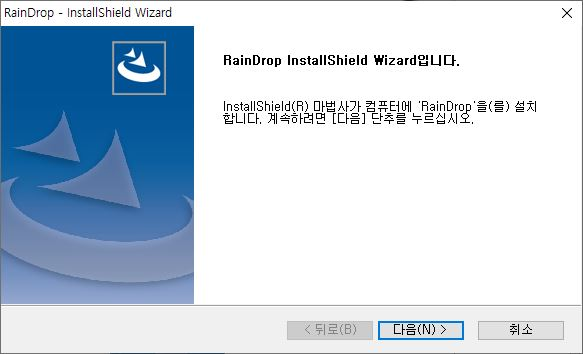 RainDrop - InstallShield Wizard
RainDrop InstallShield Wizard입니다.
InstallShield(R) 마법사가 컴퓨터에 'RainDrop'을(를) 설치
합니다. 계속하려면 [다음] 단추를 누르십시오.
< 뒤로(B)
다음(N) >
취소